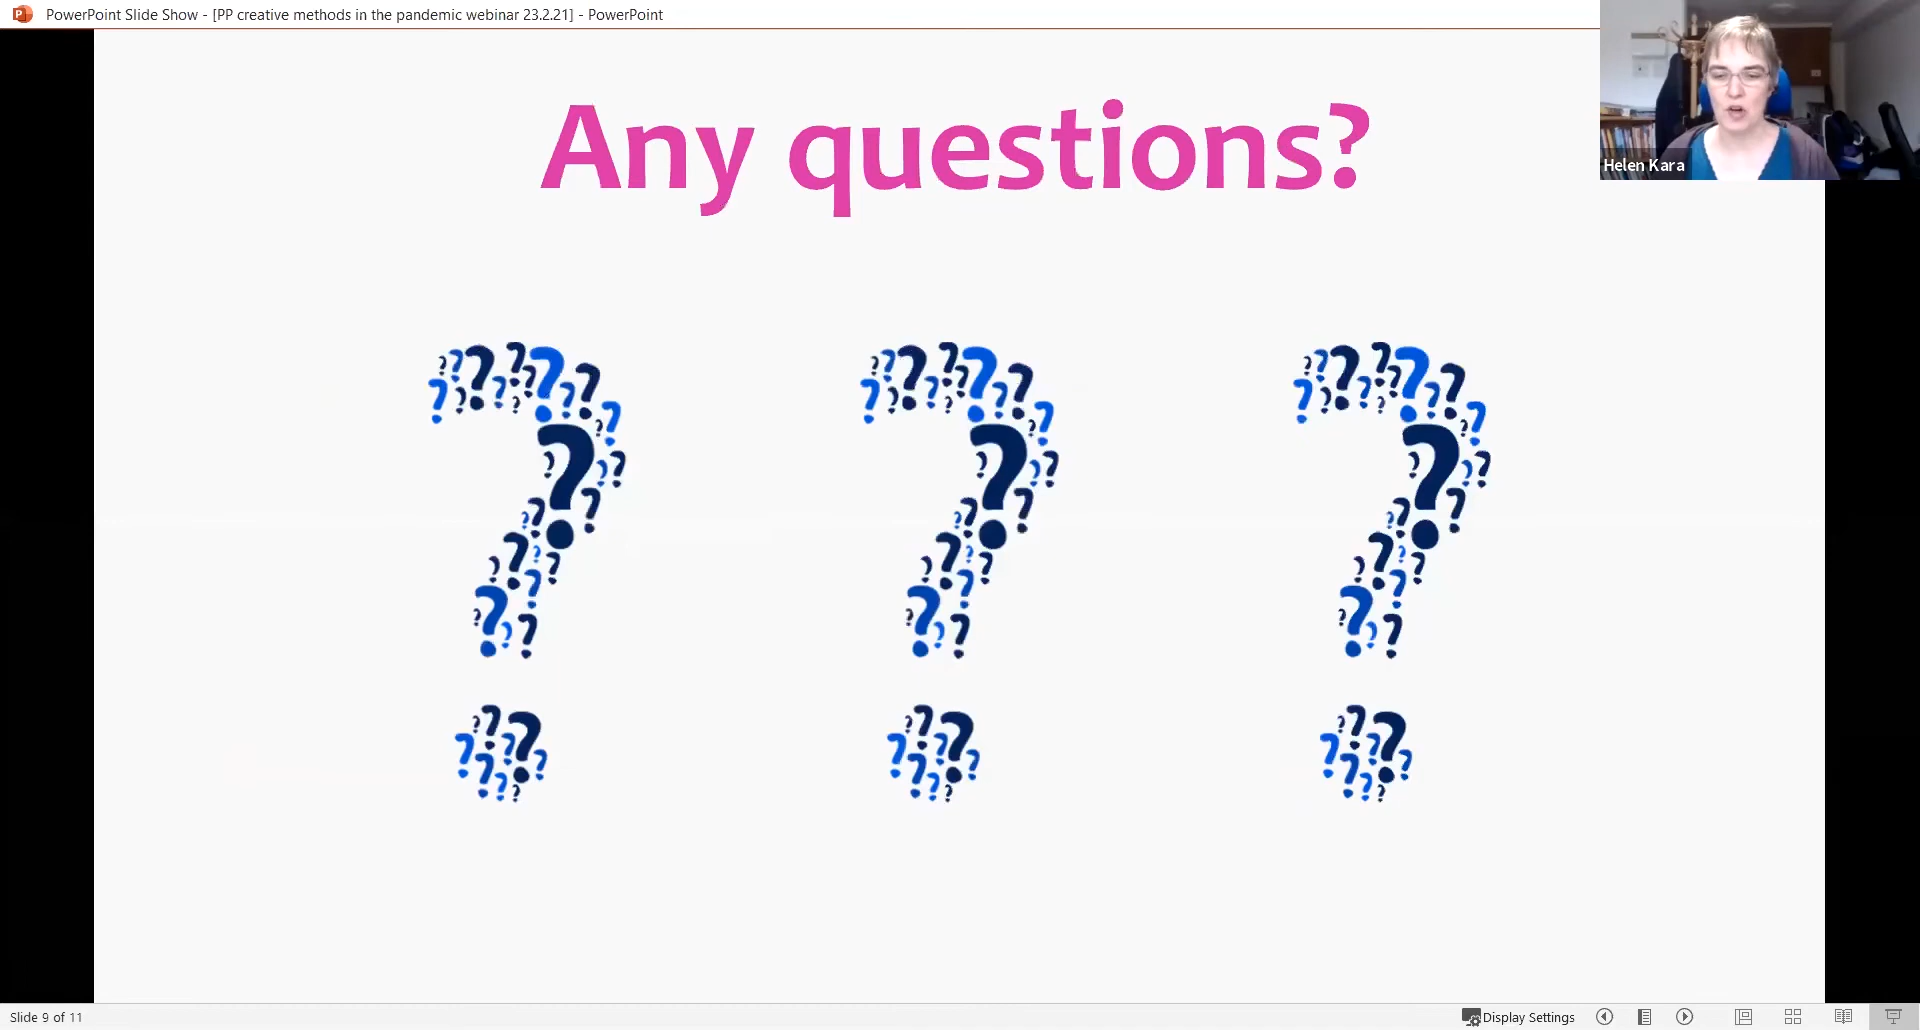 PowerPoint Slide Show - [PP creative methods in the pandemic webinar 23.2.21] - PowerPoint
Helen Kara
Any questions?
Slide 9 of 11
Display Settings